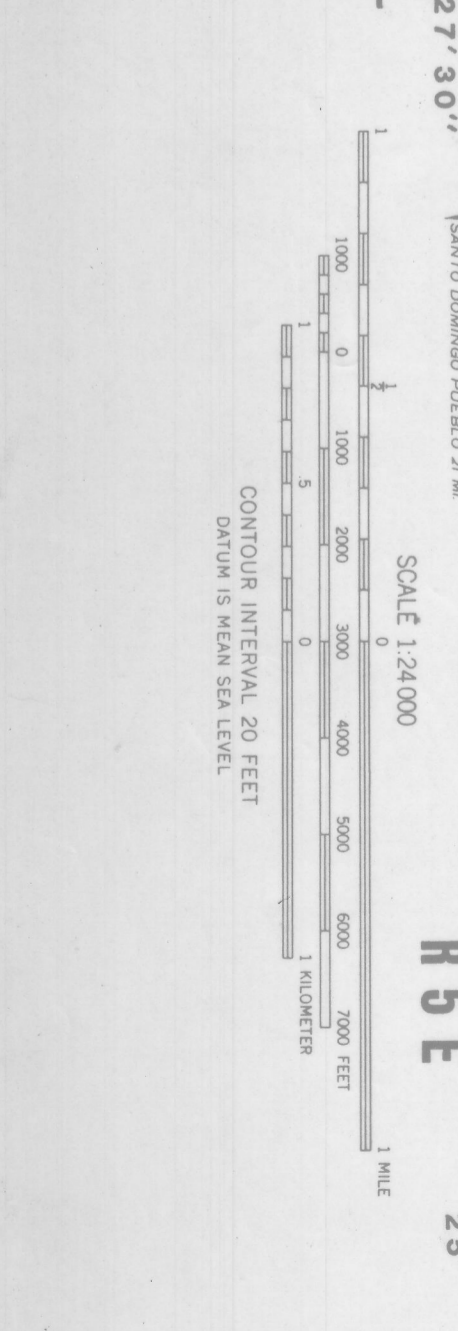 27'30"
(SANTO DOMINGO PUEBLO 21 MI.
R 5 E
25
SCALE 1:24 000
1 ½ 0 1 MILE
1000 0 1000 2000 3000 4000 5000 6000 7000 FEET
1 .5 0 1 KILOMETER
CONTOUR INTERVAL 20 FEET
DATUM IS MEAN SEA LEVEL